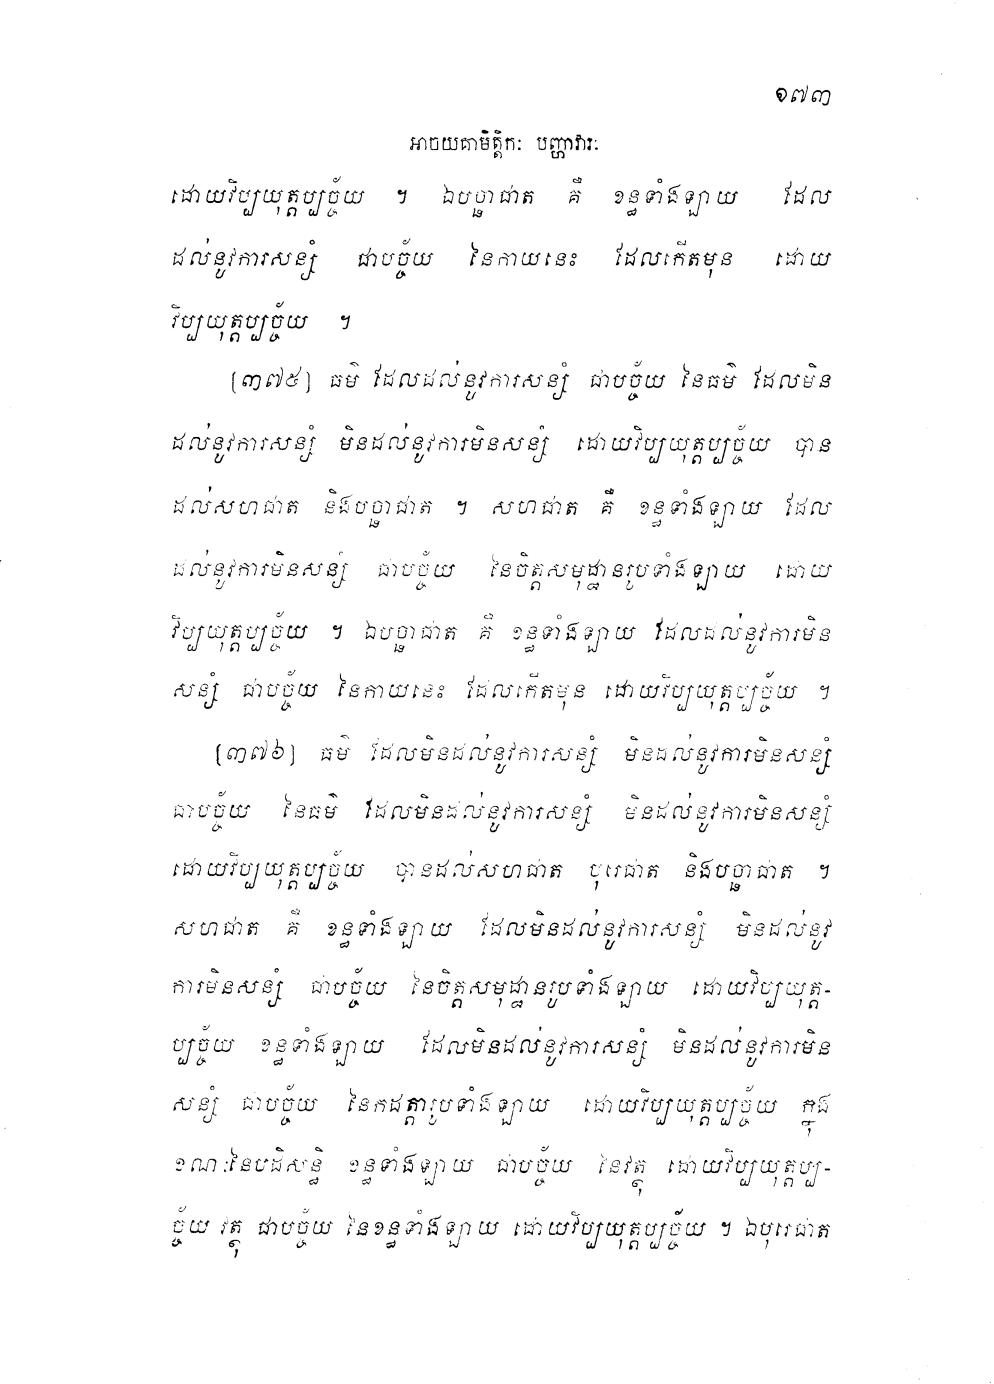 ១៧៣
អាចយគាមិត្តិកៈ បញ្ហាវារៈ
ដោយវិប្បយុត្តប្បច្ច័យ ។ ឯបច្ឆាជាត គឺ ខន្ធទាំងឡាយ ដែល
ដល់នូវការសន្សំ ជាបច្ច័យ នៃកាយនេះ ដែលកើតមុន ដោយ
វិប្បយុត្តប្បច្ច័យ ។
[៣៧៥] ធម៌ ដែលដល់នូវការសន្សំ ជាបច្ច័យ នៃធម៌ ដែលមិន
ដល់នូវការសន្សំ មិនដល់នូវការមិនសន្សំ ដោយវិប្បយុត្តប្បច្ច័យ បាន
ដល់សហជាត និងបច្ឆាជាត ។ សហជាត គឺ ខន្ធទាំងឡាយ ដែល
ដល់នូវការមិនសន្សំ ជាបច្ច័យ នៃចិត្តសមុដ្ឋានរូបទាំងឡាយ ដោយ
វិប្បយុត្តប្បច្ច័យ ។ ឯបច្ឆាជាត គឺ ខន្ធទាំងឡាយ ដែលដល់នូវការមិន
សន្សំ ជាបច្ច័យ នៃកាយនេះ ដែលកើតមុន ដោយវិប្បយុត្តប្បច្ច័យ ។
[៣៧៦] ធម៌ ដែលមិនដល់នូវការសន្សំ មិនដល់នូវការមិនសន្សំ
ជាបច្ច័យ នៃធម៌ ដែលមិនដល់នូវការសន្សំ មិនដល់នូវការមិនសន្សំ
ដោយវិប្បយុត្តប្បច្ច័យ បានដល់សហជាត បុរេជាត និងបច្ឆាជាត ។
សហជាត គឺ ខន្ធទាំងឡាយ ដែលមិនដល់នូវការសន្សំ មិនដល់នូវ
ការមិនសន្សំ ជាបច្ច័យ នៃចិត្តសមុដ្ឋានរូបទាំងឡាយ ដោយវិប្បយុត្ត-
ប្បច្ច័យ ខន្ធទាំងឡាយ ដែលមិនដល់នូវការសន្សំ មិនដល់នូវការមិន
សន្សំ ជាបច្ច័យ នៃកដត្តារូបទាំងឡាយ ដោយវិប្បយុត្តប្បច្ច័យ ក្នុង
ខណៈនៃបដិសន្ធិ ខន្ធទាំងឡាយ ជាបច្ច័យ នៃវត្ថុ ដោយវិប្បយុត្តប្ប-
ច្ច័យ វត្ថុ ជាបច្ច័យ នៃខន្ធទាំងឡាយ ដោយវិប្បយុត្តប្បច្ច័យ ។ ឯបុរេជាត